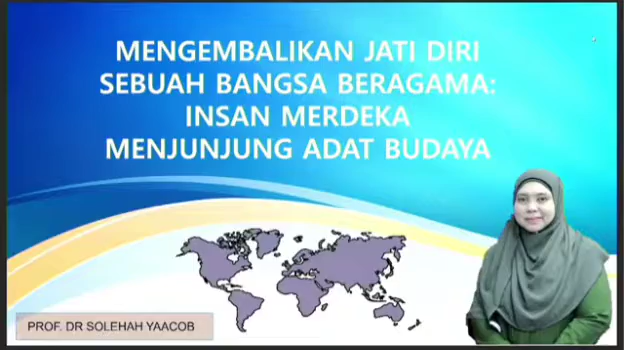 MENGEMBALIKAN JATI DIRI
SEBUAH BANGSA BERAGAMA:
INSAN MERDEKA
MENJUNJUNG ADAT BUDAYA
PROF. DR SOLEHAH YAACOB